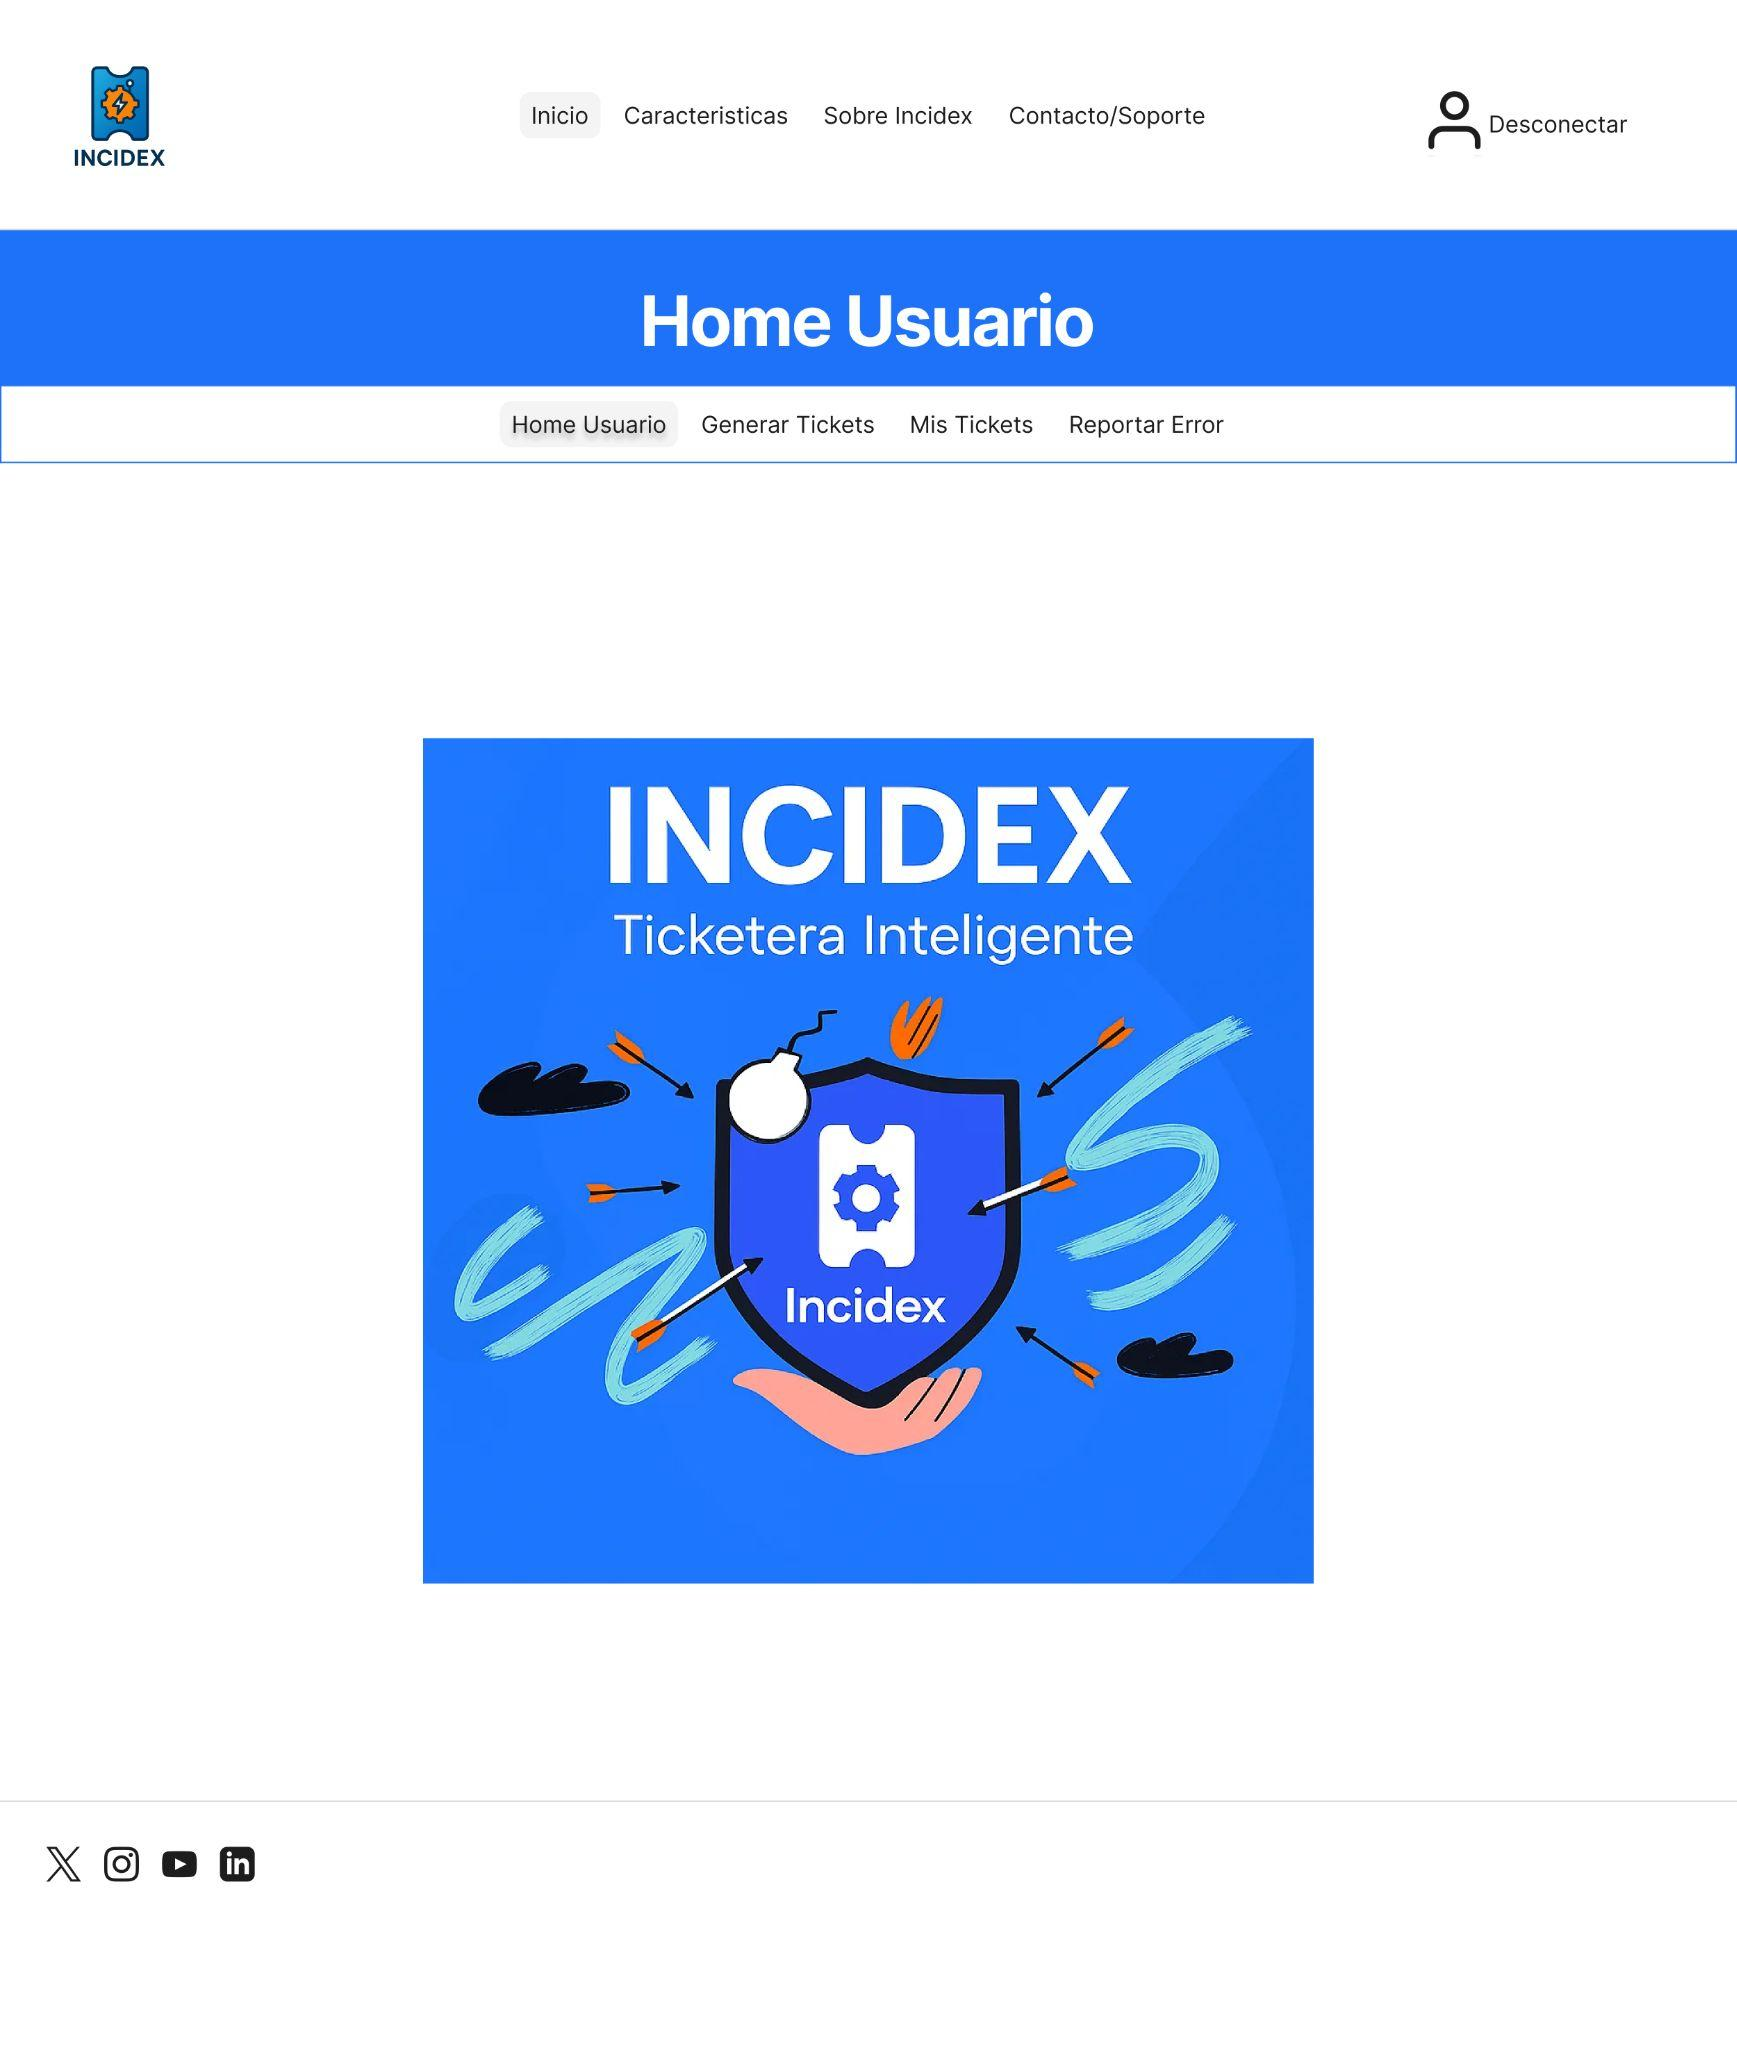 INCIDEX
Inicio Caracteristicas Sobre Incidex Contacto/Soporte
Desconectar
Home Usuario
Home Usuario Generar Tickets Mis Tickets Reportar Error
INCIDEX
Ticketera Inteligente
Incidex